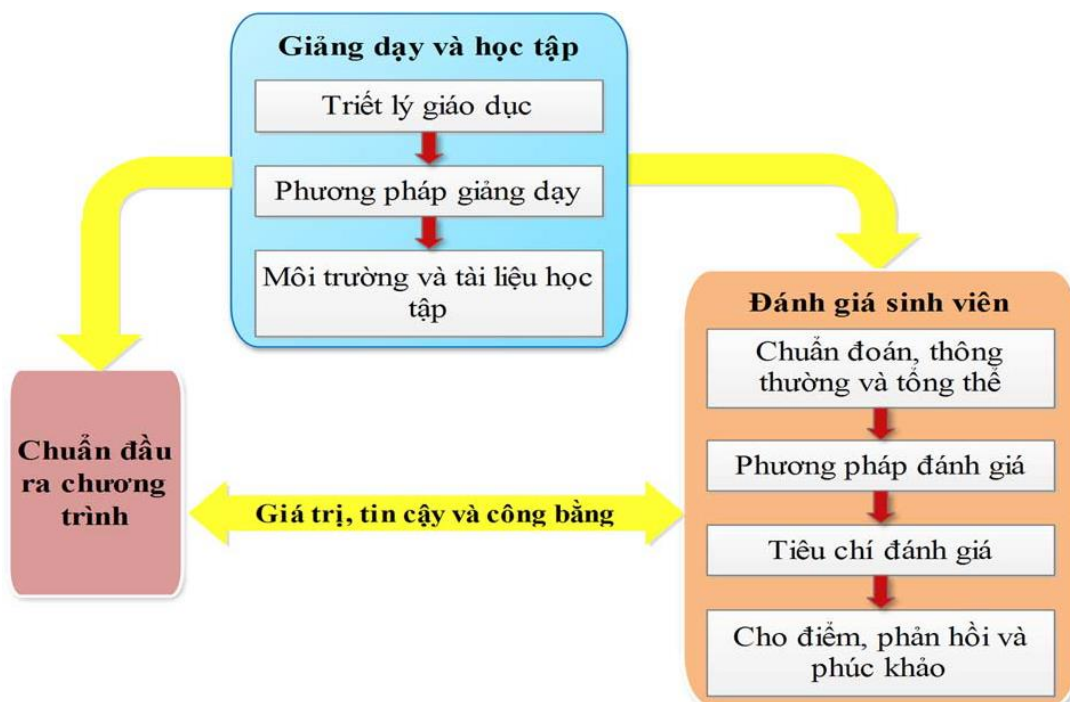 Giảng dạy và học tập
Triết lý giáo dục
Phương pháp giảng dạy
Môi trường và tài liệu học
tập
Đánh giá sinh viên
Chuẩn đoán, thông
thường và tổng thể
Phương pháp đánh giá
Tiêu chí đánh giá
Cho điểm, phản hồi và
phúc khảo
Chuẩn đầu
ra chương
trình
Giá trị, tin cậy và công bằng